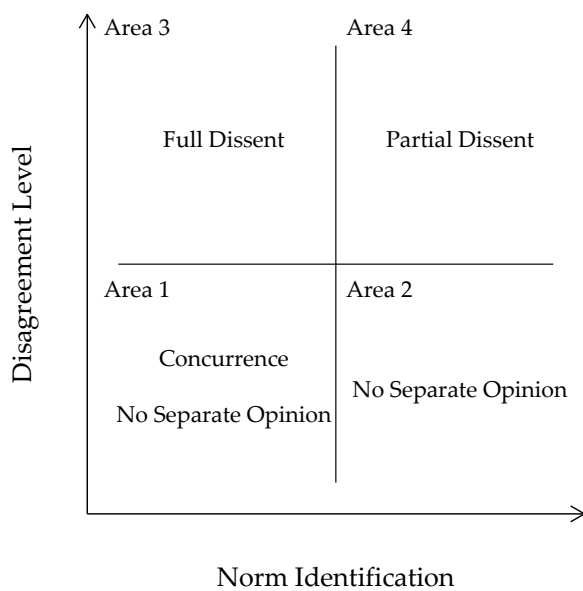 Area 3
Area 4
Full Dissent
Partial Dissent
Disagreement Level
Area 1
Area 2
Concurrence
No Separate Opinion
No Separate Opinion
Norm Identification